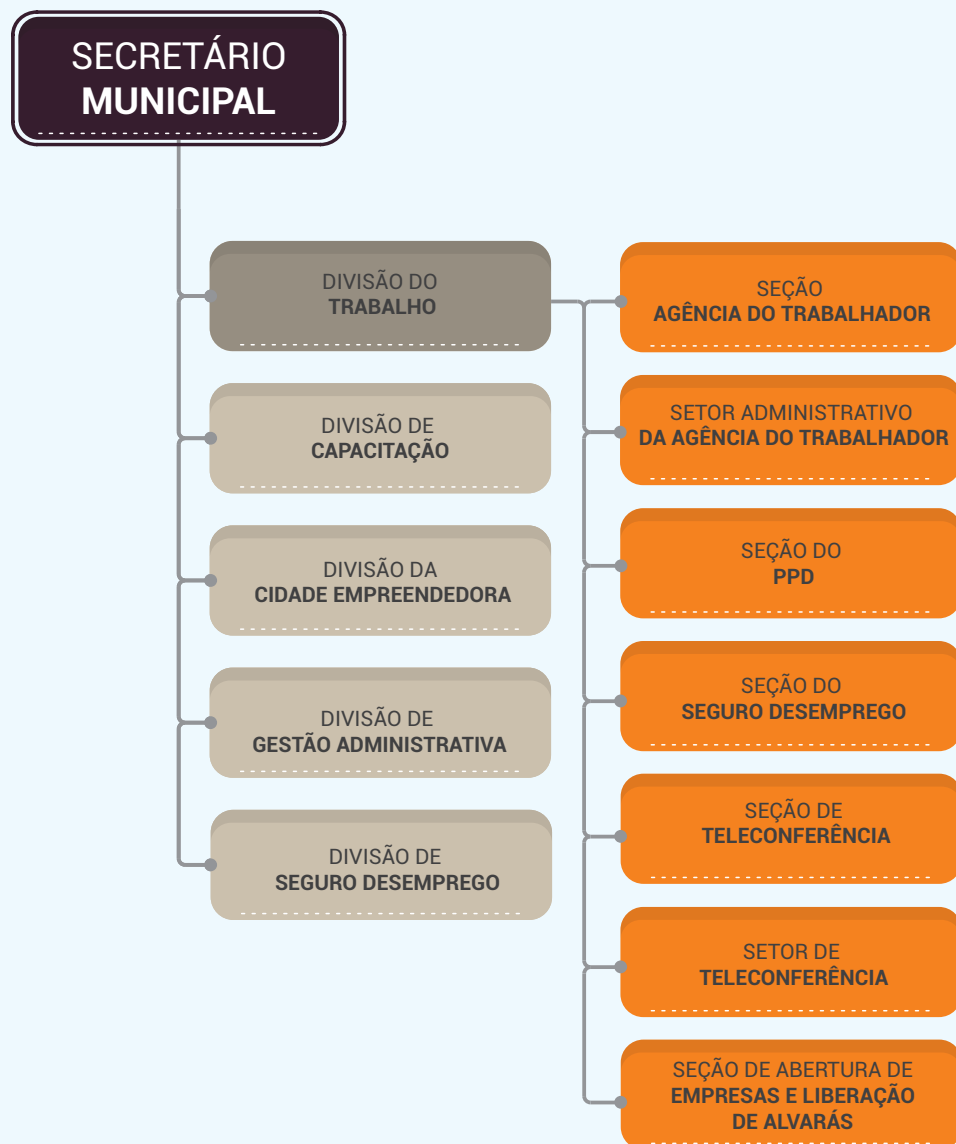 SECRETÁRIO
MUNICIPAL
DIVISÃO DO
TRABALHO
DIVISÃO DE
CAPACITAÇÃO
DIVISÃO DA
CIDADE EMPREENDEDORA
DIVISÃO DE
GESTÃO ADMINISTRATIVA
DIVISÃO DE
SEGURO DESEMPREGO
SEÇÃO
AGÊNCIA DO TRABALHADOR
SETOR ADMINISTRATIVO
DA AGÊNCIA DO TRABALHADOR
SEÇÃO DO
PPD
SEÇÃO DO
SEGURO DESEMPREGO
SEÇÃO DE
TELECONFERÊNCIA
SETOR DE
TELECONFERÊNCIA
SEÇÃO DE ABERTURA DE
EMPRESAS E LIBERAÇÃO
DE ALVARÁS